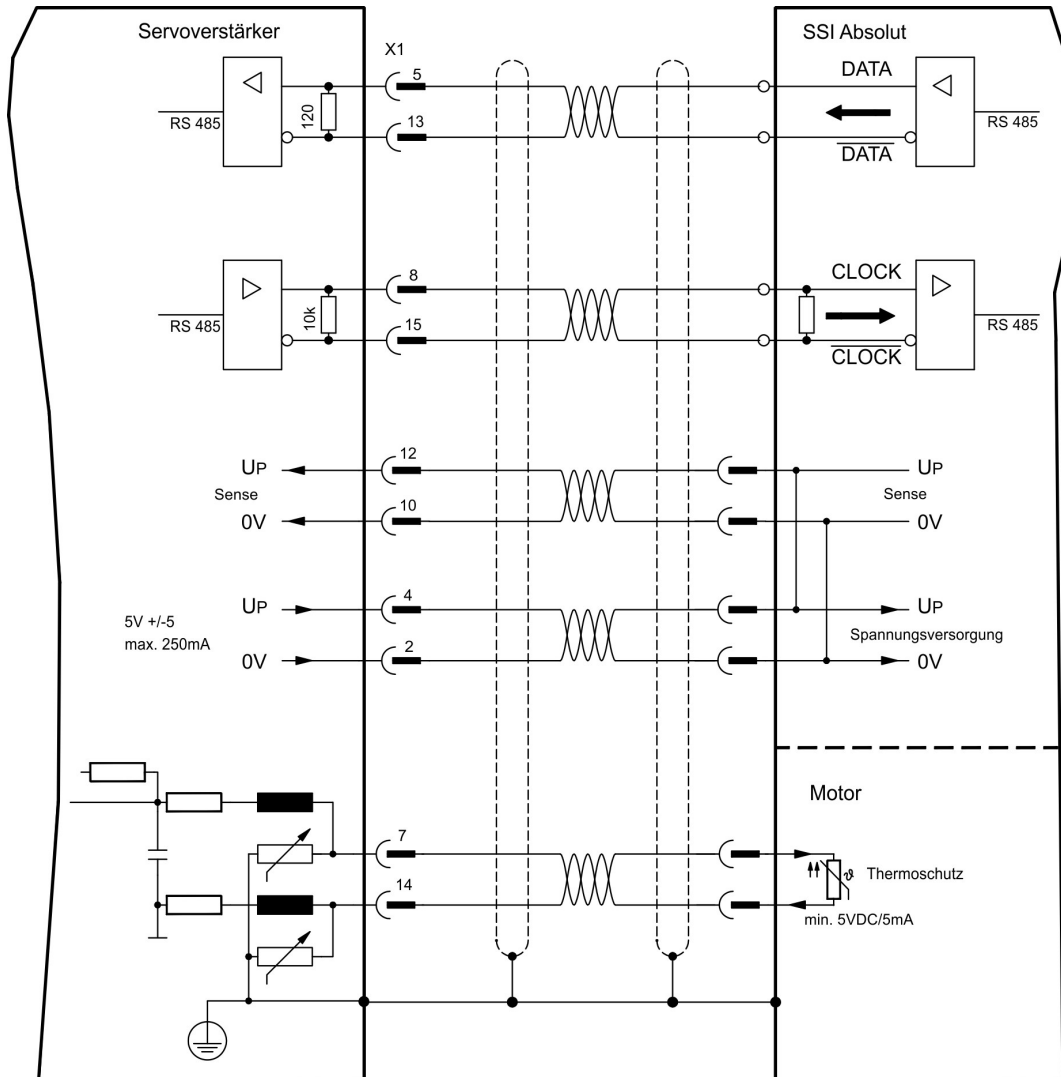 Servoverstärker
X1
SSI Absolut
5
DATA
RS 485
120
13
DATA
RS 485
8
CLOCK
RS 485
10k
15
CLOCK
RS 485
UP
12
UP
Sense
Sense
0V
10
0V
UP
4
UP
5V +/-5
max. 250mA
Spannungsversorgung
0V
2
0V
Motor
7
ϑ
Thermoschutz
14
min. 5VDC/5mA